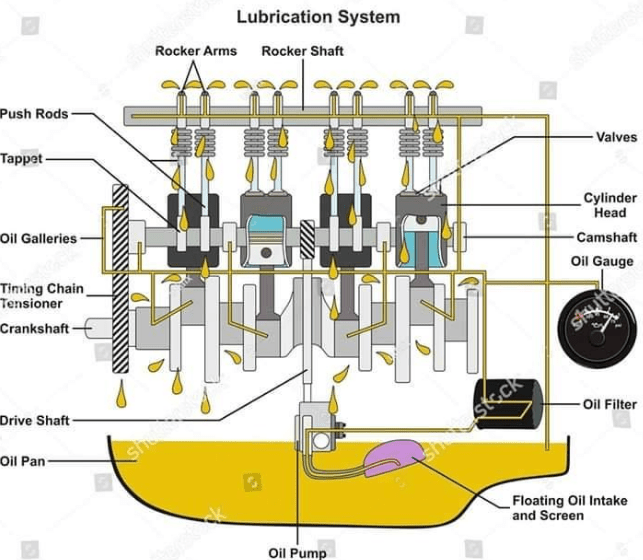 Lubrication System
Rocker Arms
Rocker Shaft
Push Rods
Valves
Tappet
Cylinder
Head
Oil Galleries
Camshaft
Oil Gauge
Timing Chain
Tensioner
Crankshaft
Oil Filter
Drive Shaft
Oil Pan
Floating Oil Intake
and Screen
Oil Pump
shutterstock